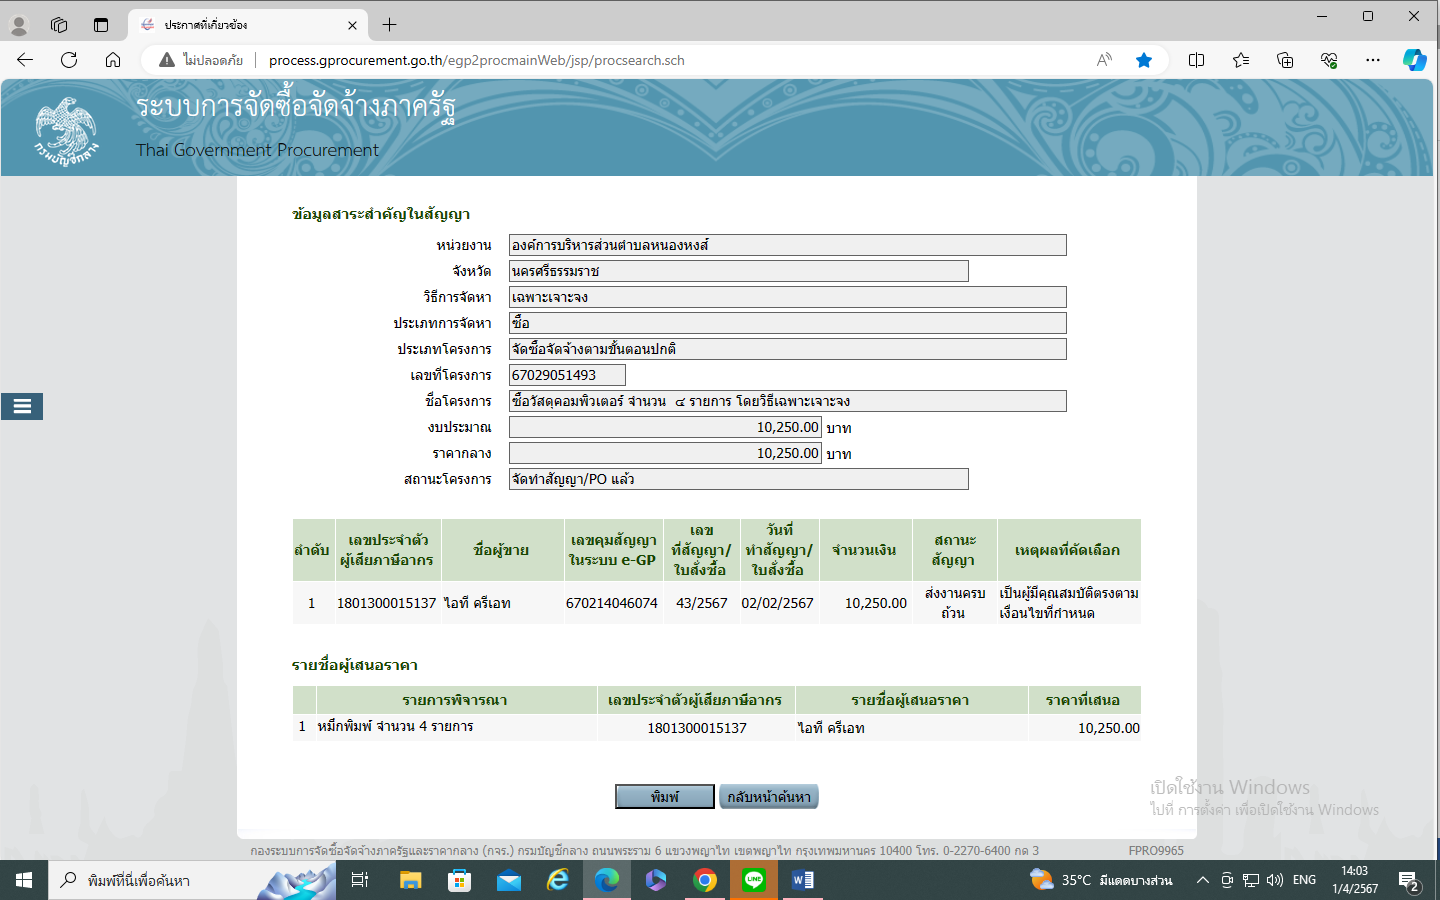 ประกาศที่เกี่ยวข้อง
ไม่ปลอดภัย process.gprocurement.go.th/egp2procmainWeb/jsp/procsearch.sch
ระบบการจัดซื้อจัดจ้างภาครัฐ
Thai Government Procurement
กรมบัญชีกลาง
ข้อมูลสาระสำคัญในสัญญา
หน่วยงาน องค์การบริหารส่วนตำบลหนองหงส์
จังหวัด นครศรีธรรมราช
วิธีการจัดหา เฉพาะเจาะจง
ประเภทการจัดหา ซื้อ
ประเภทโครงการ จัดซื้อจัดจ้างตามขั้นตอนปกติ
เลขที่โครงการ 67029051493
ชื่อโครงการ ซื้อวัสดุคอมพิวเตอร์ จำนวน ๔ รายการ โดยวิธีเฉพาะเจาะจง
งบประมาณ 10,250.00 บาท
ราคากลาง 10,250.00 บาท
สถานะโครงการ จัดทำสัญญา/PO แล้ว
ลำดับ เลขประจำตัวผู้เสียภาษีอากร ชื่อผู้ขาย เลขคุมสัญญาในระบบ e-GP เลขที่สัญญา/ใบสั่งซื้อ วันที่ทำสัญญา/ใบสั่งซื้อ จำนวนเงิน สถานะสัญญา เหตุผลที่คัดเลือก
1 1801300015137 ไอที ครีเอท 670214046074 43/2567 02/02/2567 10,250.00 ส่งงานครบถ้วน เป็นผู้มีคุณสมบัติตรงตามเงื่อนไขที่กำหนด
รายชื่อผู้เสนอราคา
รายการพิจารณา เลขประจำตัวผู้เสียภาษีอากร รายชื่อผู้เสนอราคา ราคาที่เสนอ
1 หมึกพิมพ์ จำนวน 4 รายการ 1801300015137 ไอที ครีเอท 10,250.00
พิมพ์ กลับหน้าค้นหา
เปิดใช้งาน Windows
ไปที่ การตั้งค่า เพื่อเปิดใช้งาน Windows
กองระบบการจัดซื้อจัดจ้างภาครัฐและราคากลาง (กจร.) กรมบัญชีกลาง ถนนพระราม 6 แขวงพญาไท เขตพญาไท กรุงเทพมหานคร 10400 โทร. 0-2270-6400 กด 3 FPRO9965
พิมพ์ที่นี่เพื่อค้นหา
LINE
35°C มีแดดบางส่วน ENG 14:03
1/4/2567
2